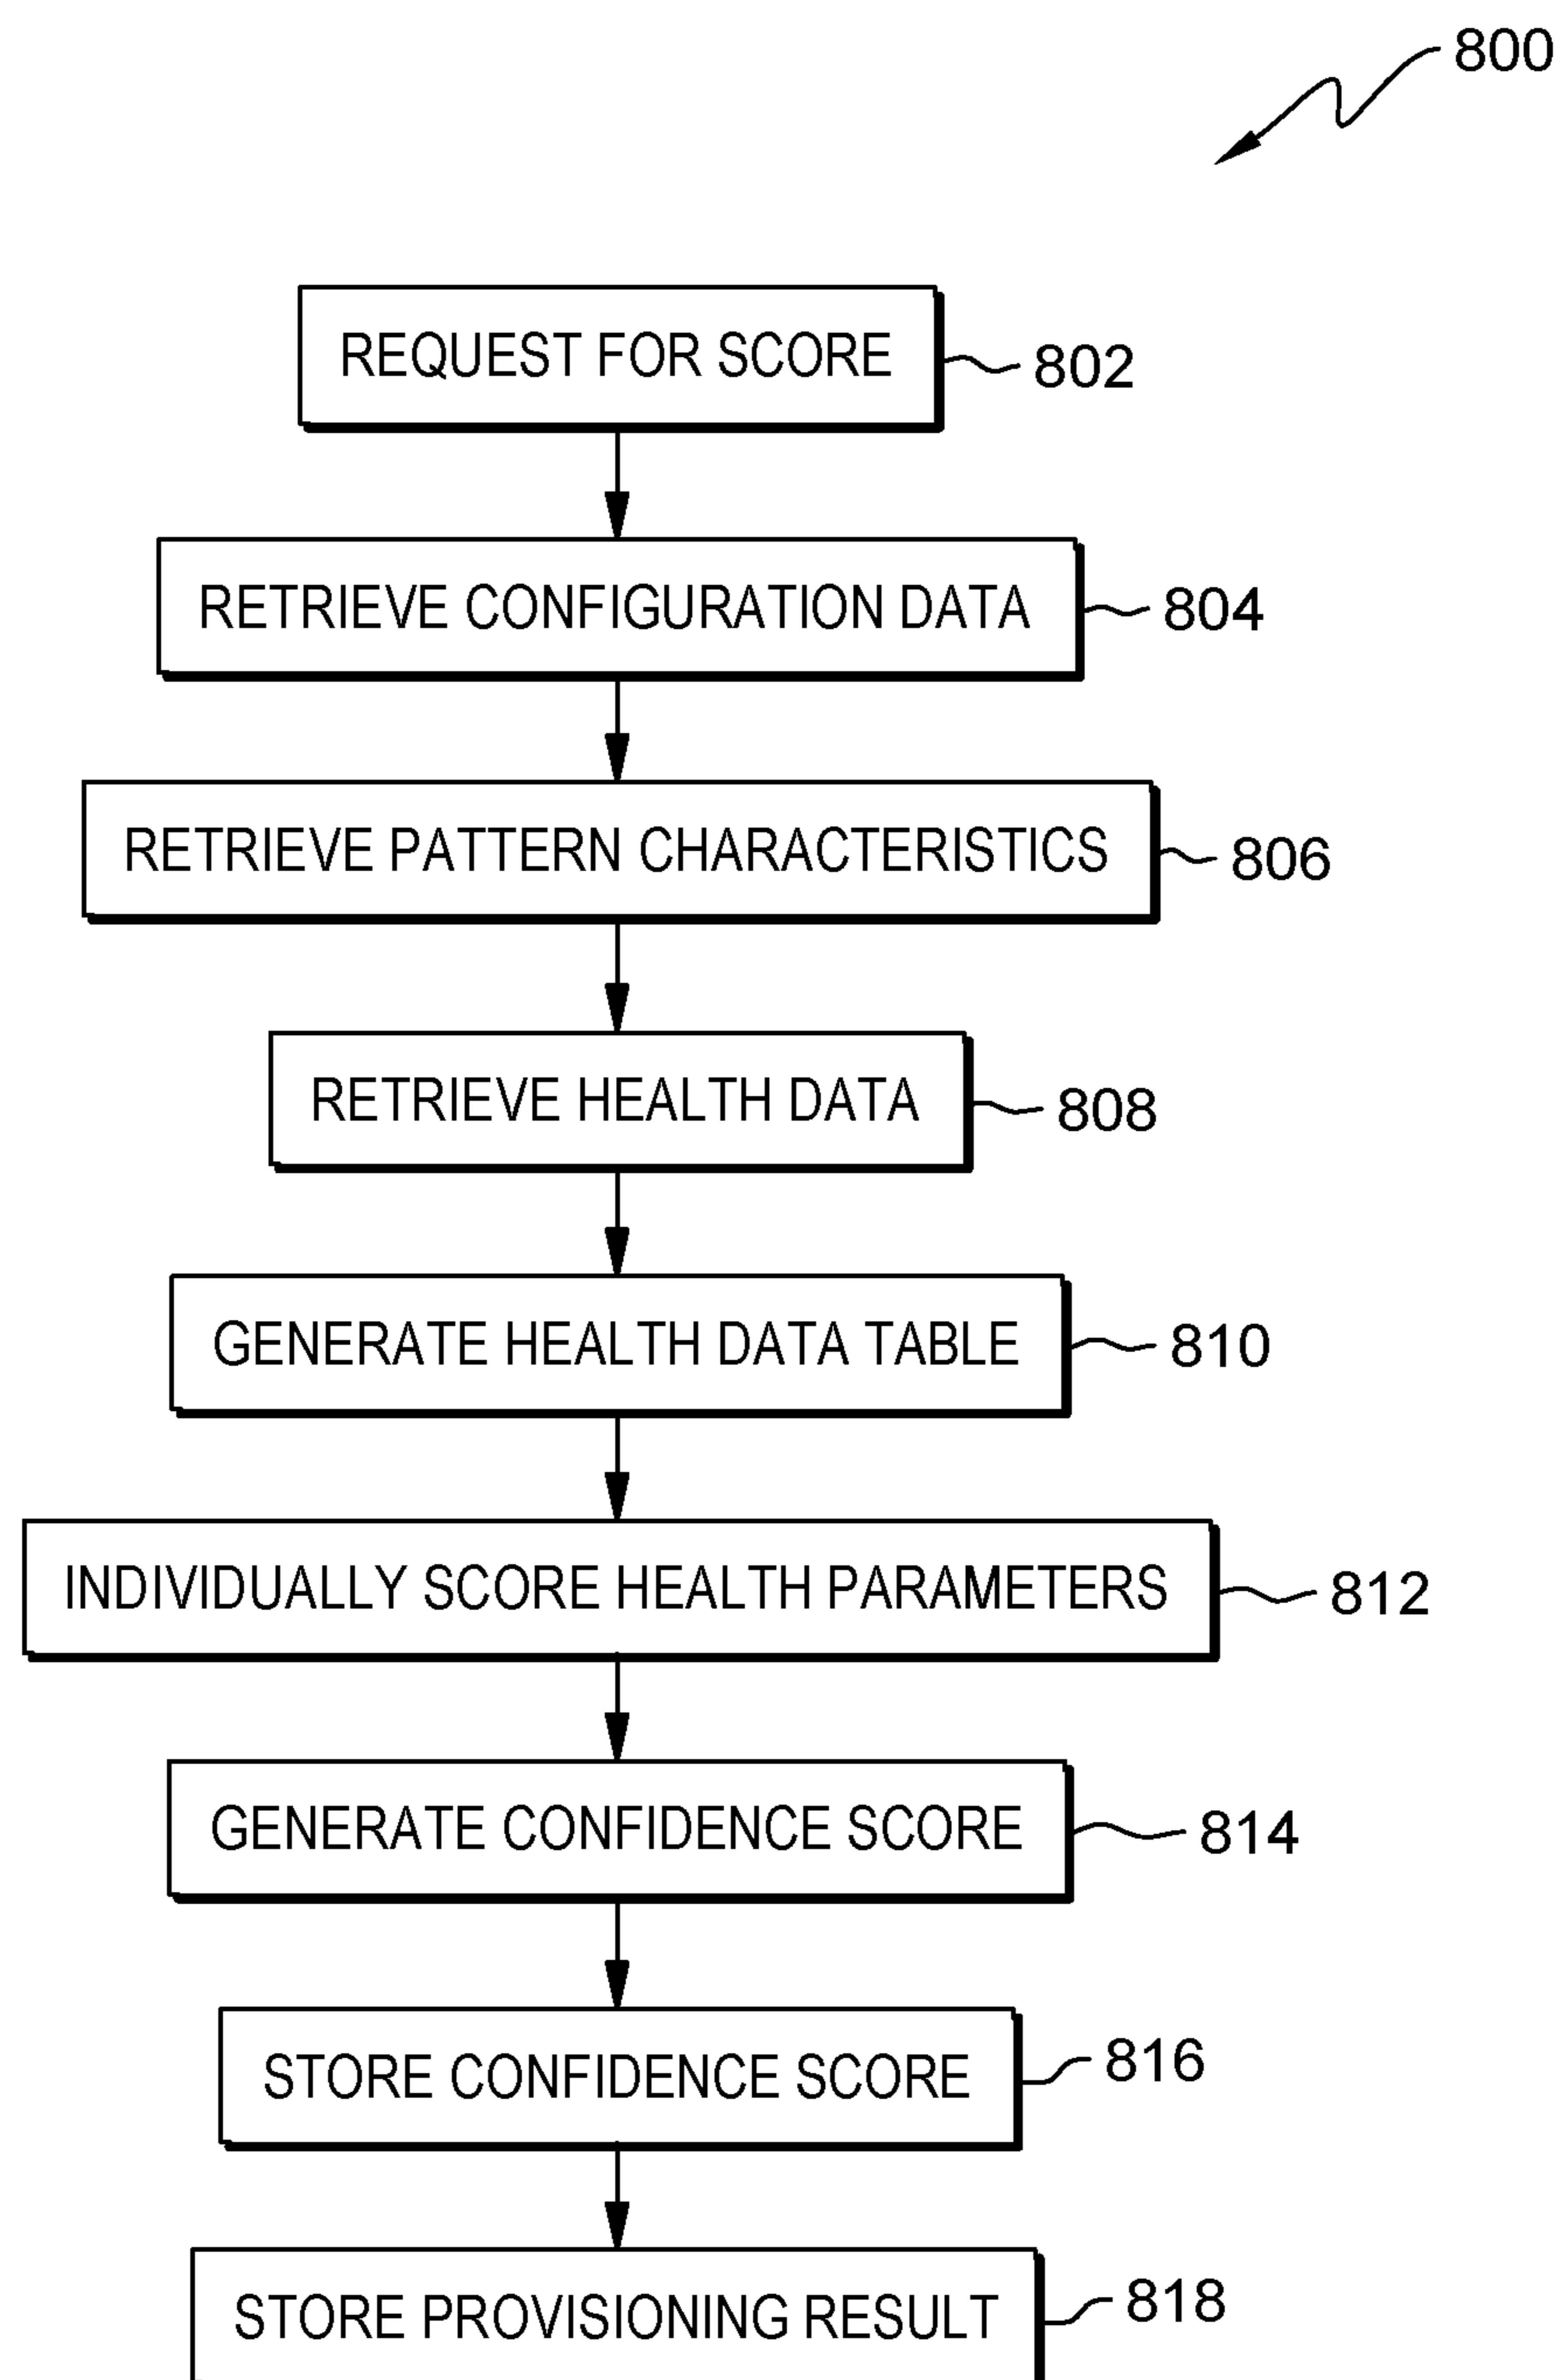 800
REQUEST FOR SCORE
802
RETRIEVE CONFIGURATION DATA
804
RETRIEVE PATTERN CHARACTERISTICS
806
RETRIEVE HEALTH DATA
808
GENERATE HEALTH DATA TABLE
810
INDIVIDUALLY SCORE HEALTH PARAMETERS
812
GENERATE CONFIDENCE SCORE
814
STORE CONFIDENCE SCORE
816
STORE PROVISIONING RESULT
818